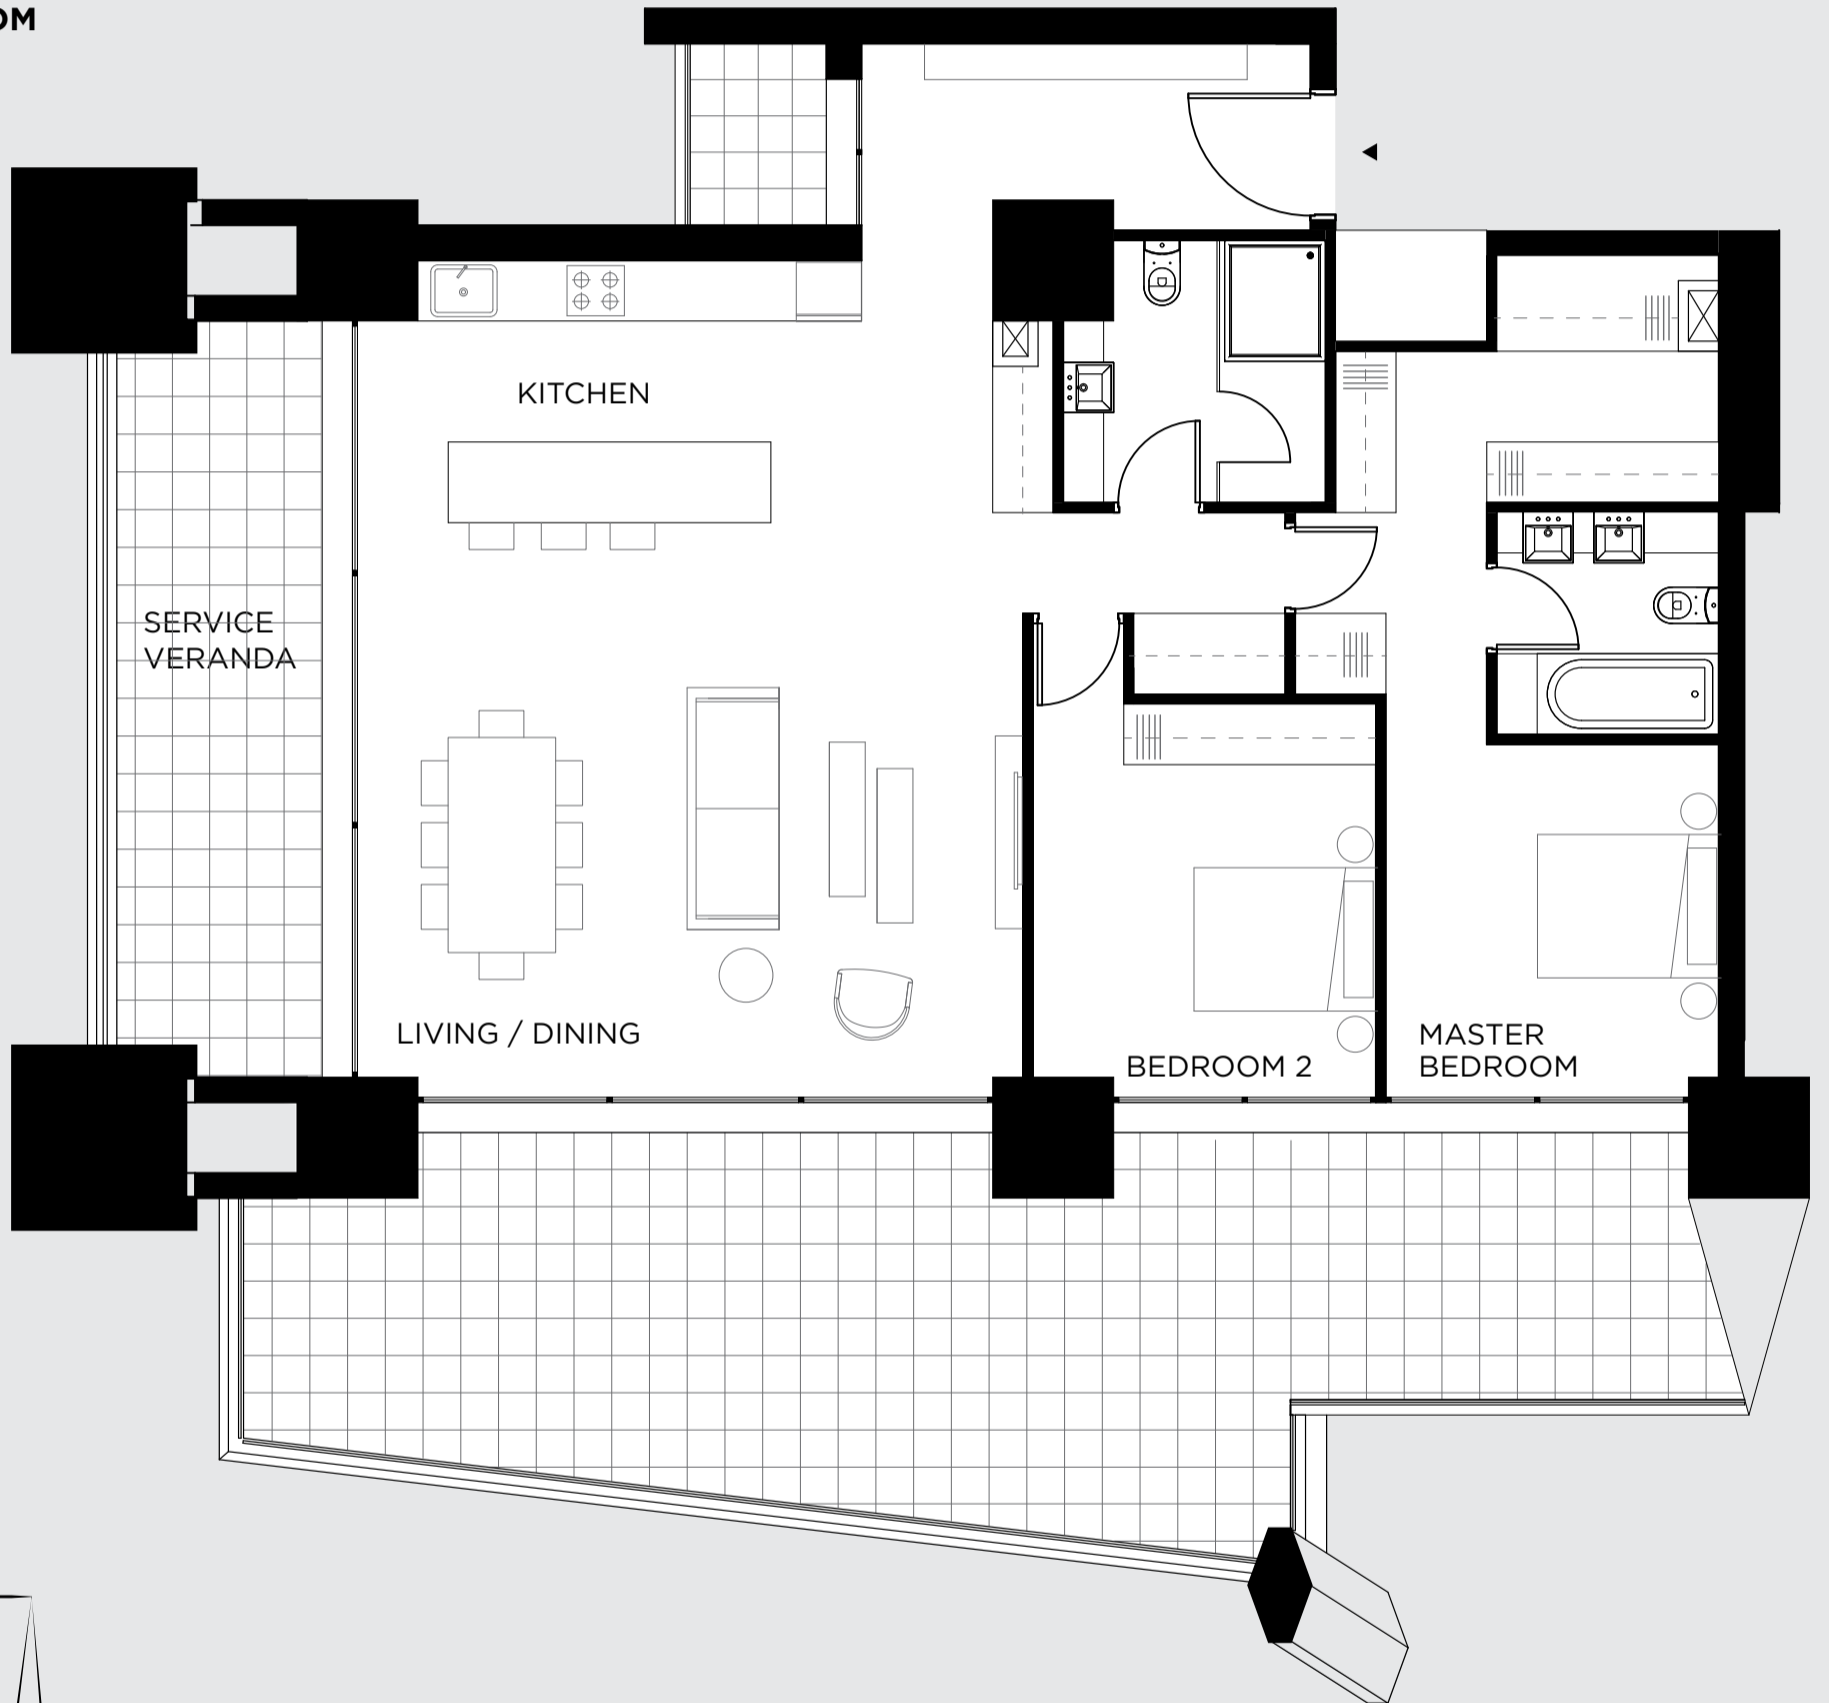 KITCHEN
SERVICE
VERANDA
LIVING / DINING
BEDROOM 2
MASTER
BEDROOM